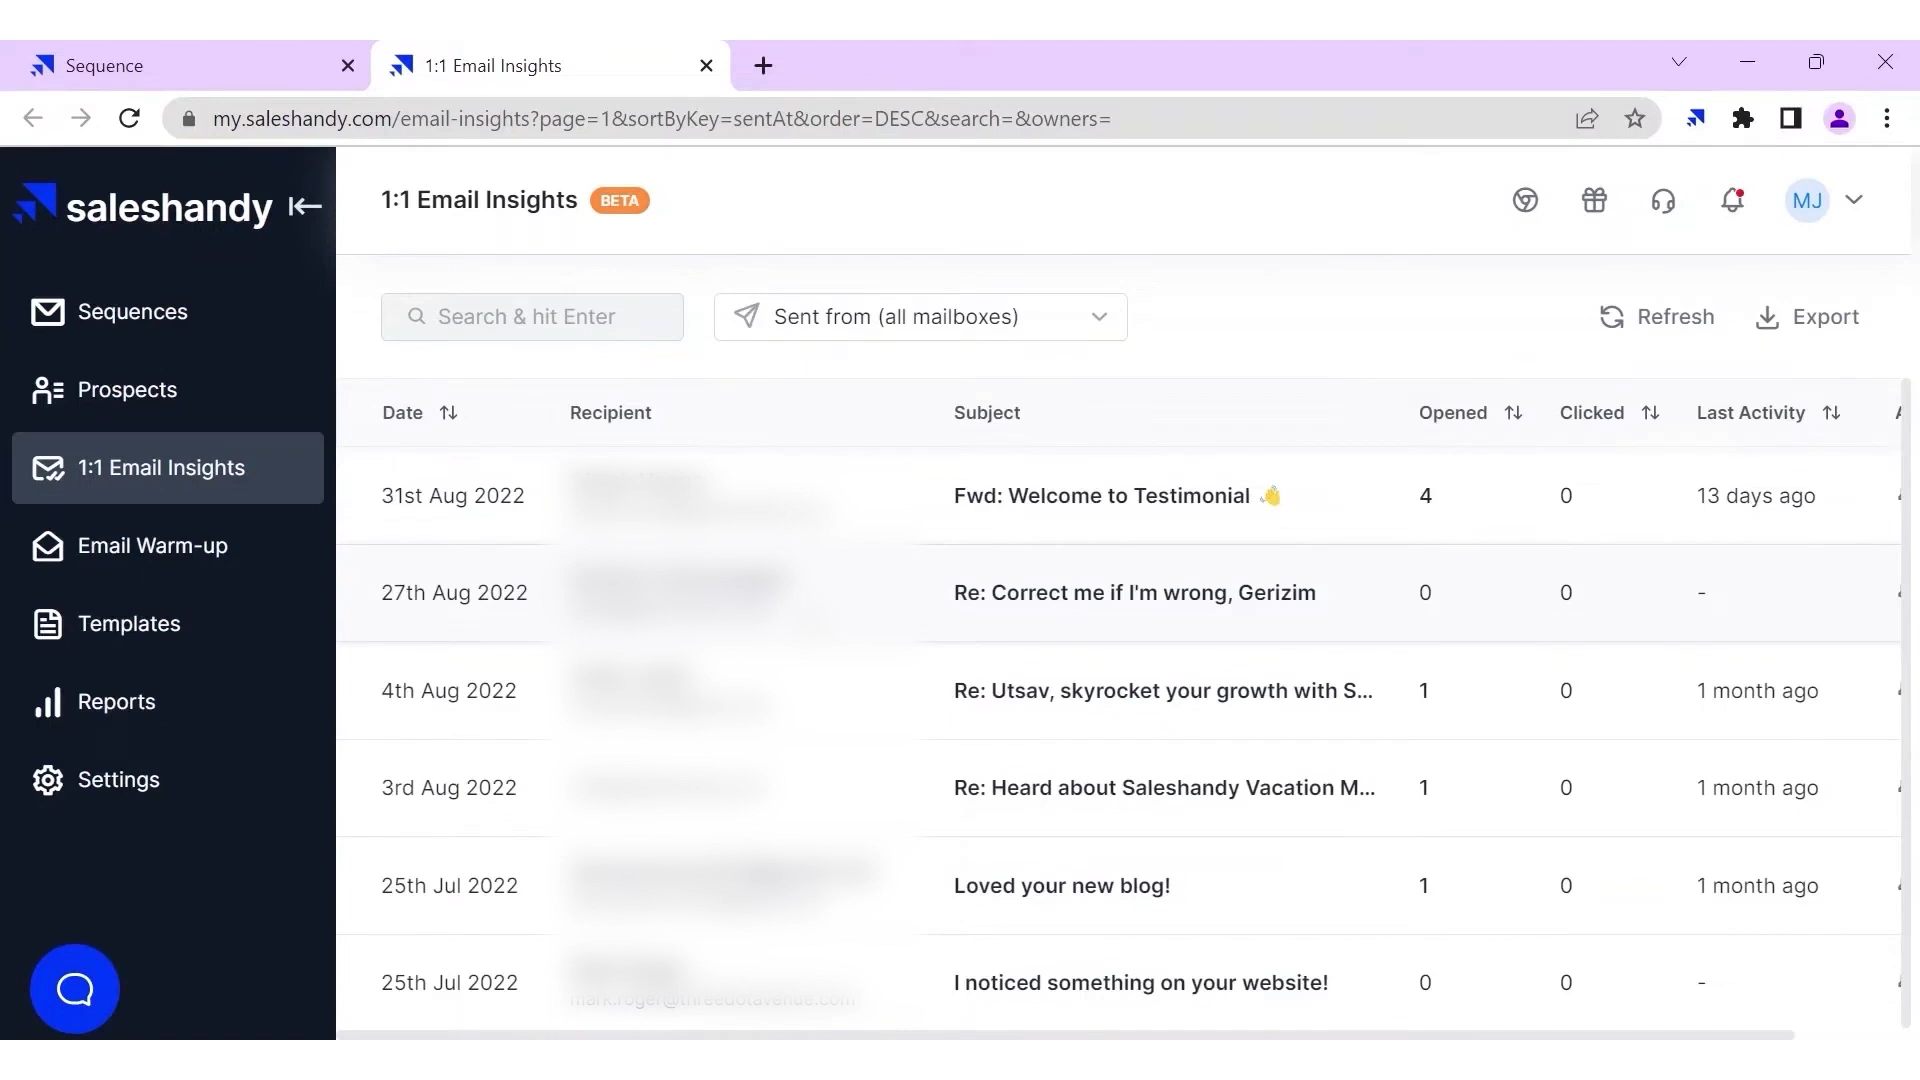 Sequence
1:1 Email Insights
my.saleshandy.com/email-insights?page=1&sortByKey=sentAt&order=DESC&search=&owners=
saleshandy
1:1 Email Insights BETA
MJ
Sequences
Prospects
1:1 Email Insights
Email Warm-up
Templates
Reports
Settings
Search & hit Enter
Sent from (all mailboxes)
Refresh
Export
Date Recipient Subject Opened Clicked Last Activity
31st Aug 2022 Fwd: Welcome to Testimonial 👋 4 0 13 days ago
27th Aug 2022 Re: Correct me if I'm wrong, Gerizim 0 0 -
4th Aug 2022 Re: Utsav, skyrocket your growth with S... 1 0 1 month ago
3rd Aug 2022 Re: Heard about Saleshandy Vacation M... 1 0 1 month ago
25th Jul 2022 Loved your new blog! 1 0 1 month ago
25th Jul 2022 I noticed something on your website! 0 0 -